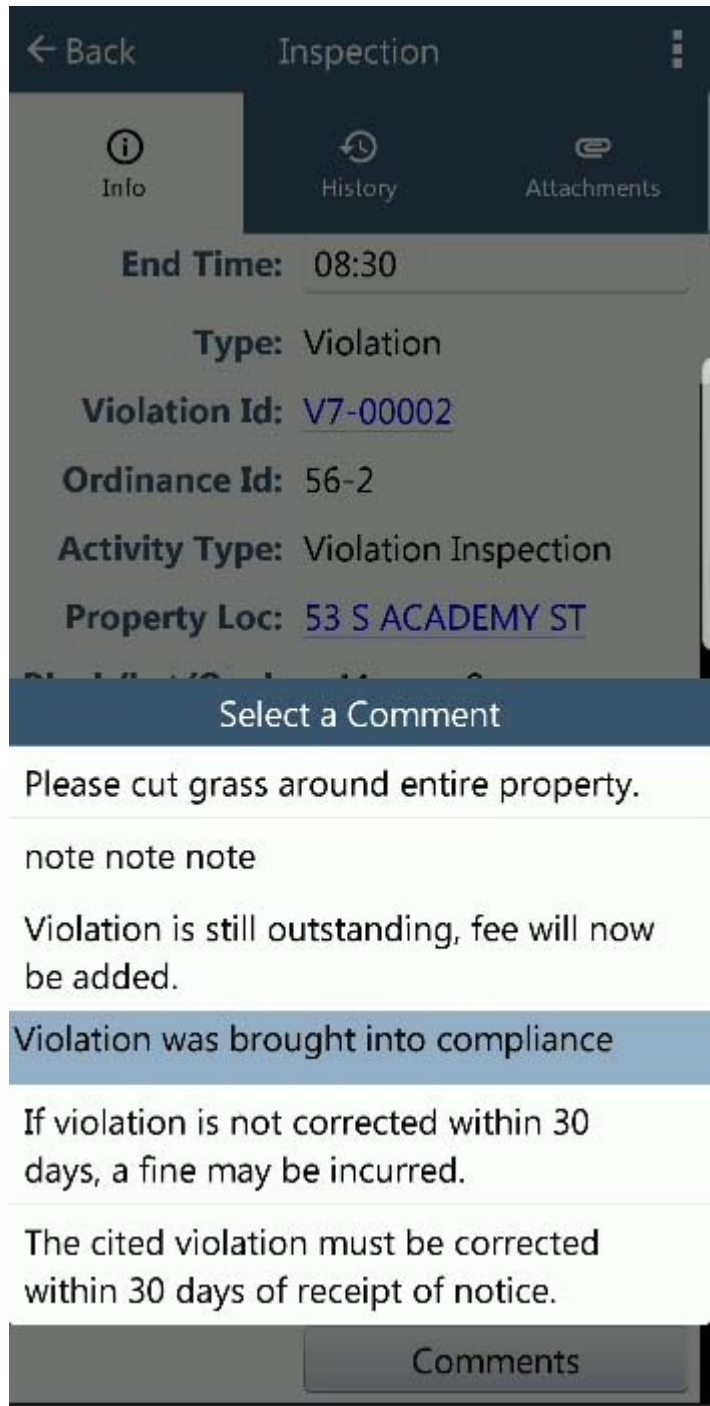 Back Inspection
Info History Attachments
End Time: 08:30
Type: Violation
Violation Id: V7-00002
Ordinance Id: 56-2
Activity Type: Violation Inspection
Property Loc: 53 S ACADEMY ST
Select a Comment
Please cut grass around entire property.
note note note
Violation is still outstanding, fee will now
be added.
Violation was brought into compliance
If violation is not corrected within 30
days, a fine may be incurred.
The cited violation must be corrected
within 30 days of receipt of notice.
Comments